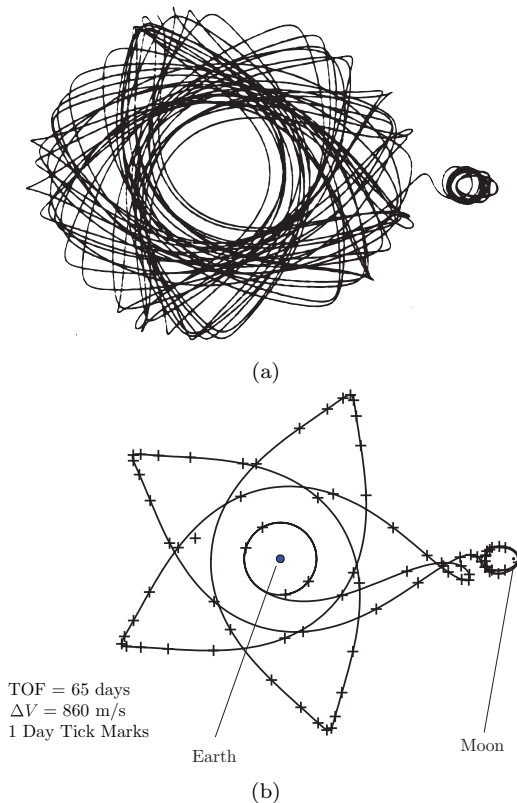 (a)
TOF = 65 days
ΔV = 860 m/s
1 Day Tick Marks
Earth
Moon
(b)